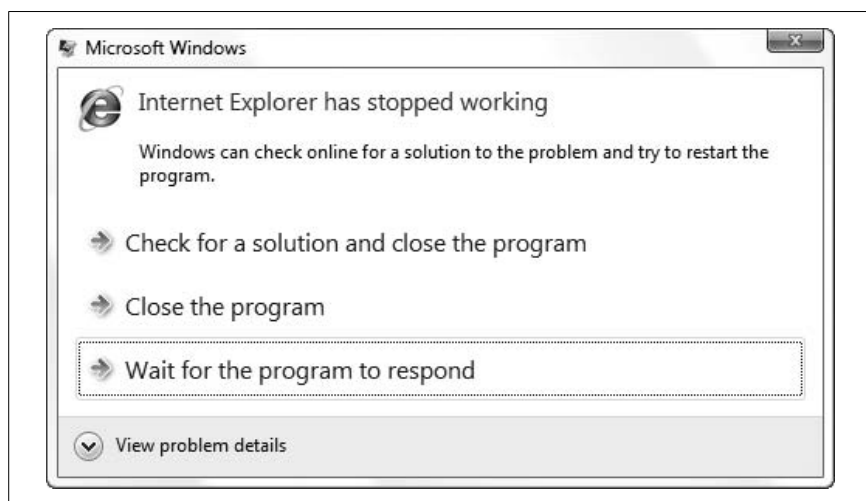 Microsoft Windows
Internet Explorer has stopped working
Windows can check online for a solution to the problem and try to restart the
program.
Check for a solution and close the program
Close the program
Wait for the program to respond
View problem details